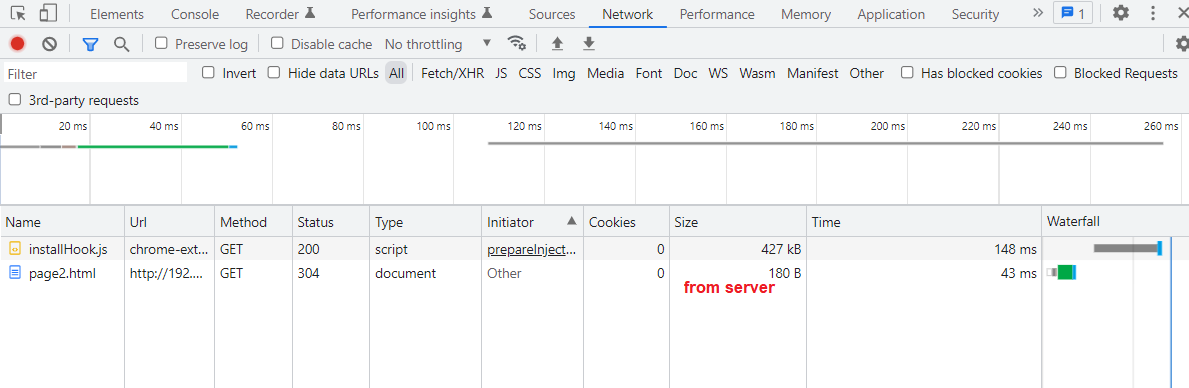 Elements Console Recorder Performance insights Sources Network Performance Memory Application Security » 1
Preserve log Disable cache No throttling
Filter Invert Hide data URLs All Fetch/XHR JS CSS Img Media Font Doc WS Wasm Manifest Other Has blocked cookies Blocked Requests
3rd-party requests
20 ms 40 ms 60 ms 80 ms 100 ms 120 ms 140 ms 160 ms 180 ms 200 ms 220 ms 240 ms 260 ms
Name Url Method Status Type Initiator Cookies Size Time Waterfall
installHook.js chrome-ext... GET 200 script prepareInject... 0 427 kB 148 ms
page2.html http://192.... GET 304 document Other 0 180 B 43 ms
from server